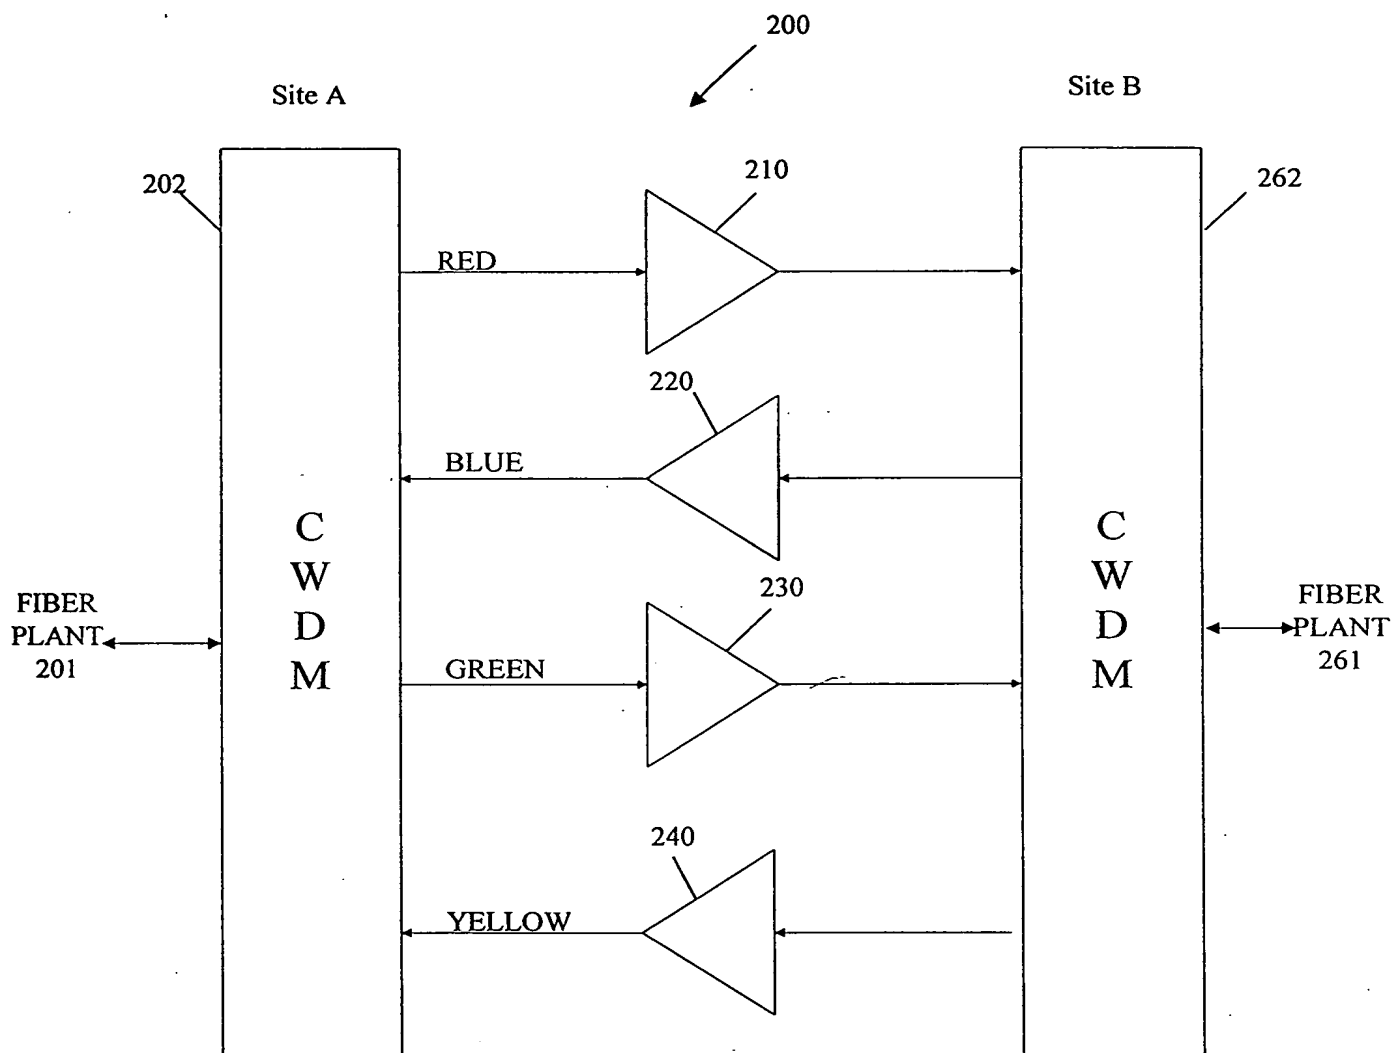 200
Site A
Site B
202
210
262
RED
220
BLUE
C
W
D
M
C
W
D
M
230
FIBER
PLANT
201
FIBER
PLANT
261
GREEN
240
YELLOW